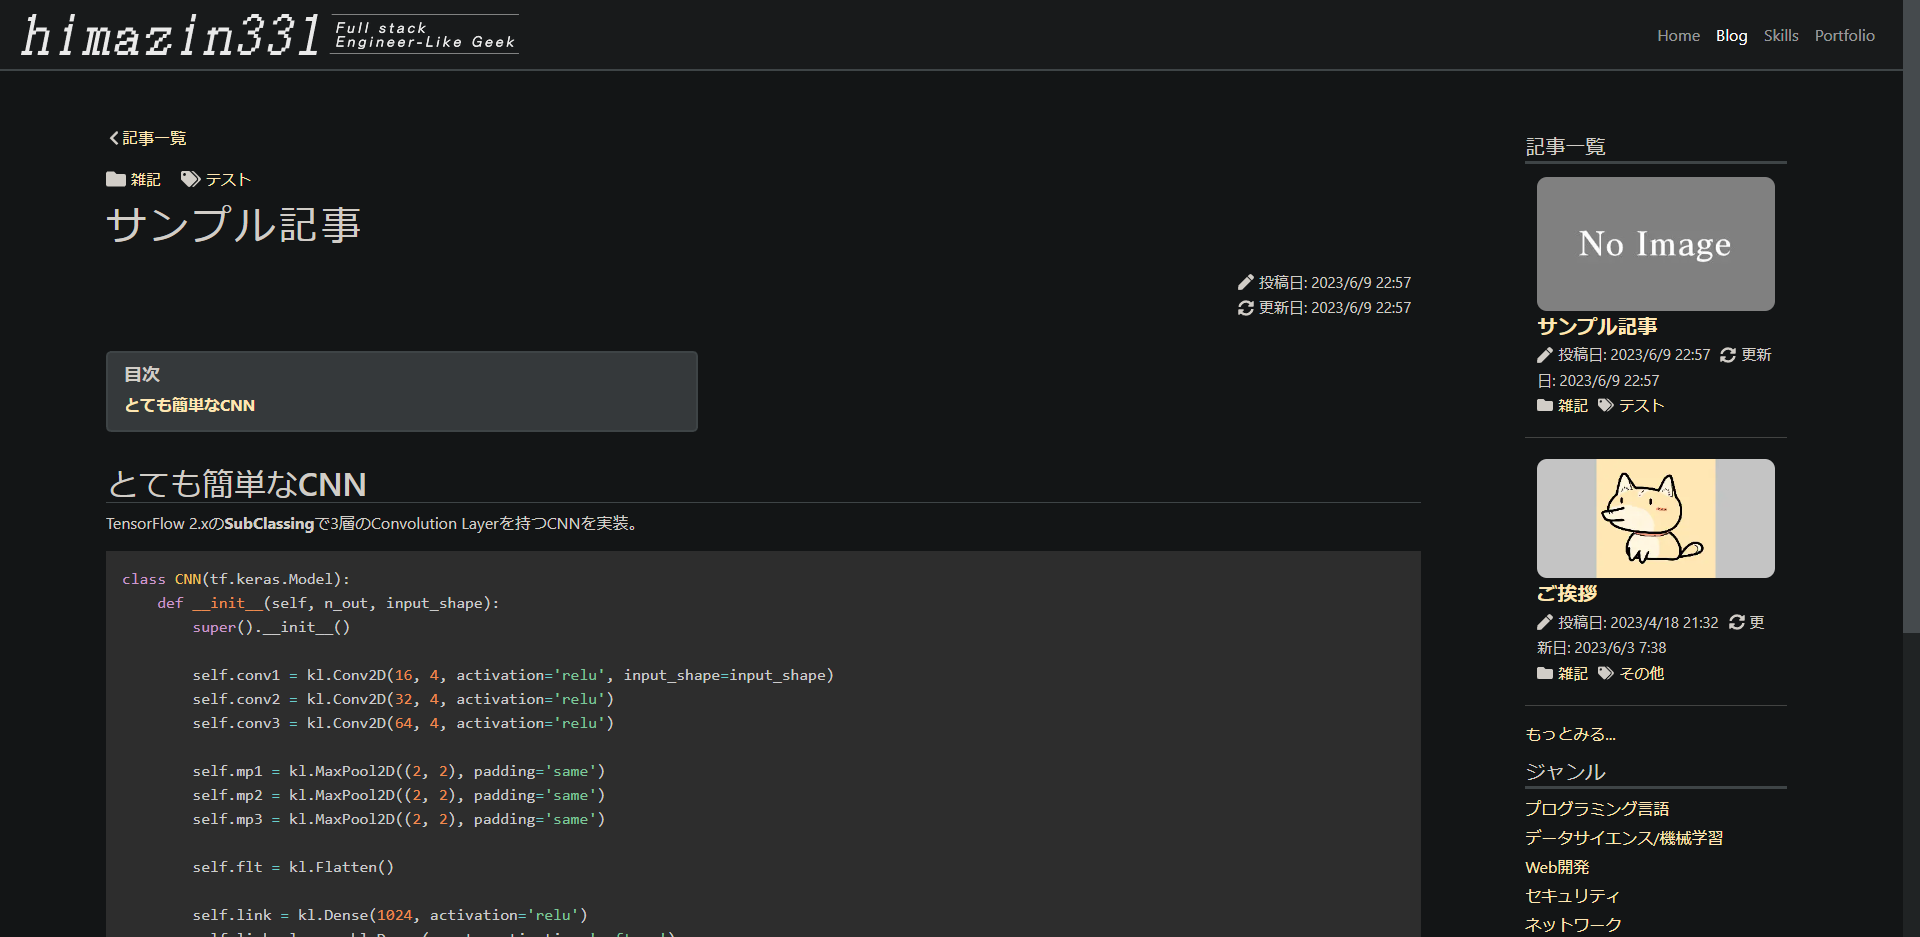 himazin331
Full stack
Engineer-Like Geek
Home Blog Skills Portfolio
記事一覧
雑記 テスト
サンプル記事
投稿日: 2023/6/9 22:57
更新日: 2023/6/9 22:57
目次
とても簡単なCNN
とても簡単なCNN
TensorFlow 2.xのSubClassingで3層のConvolution Layerを持つCNNを実装。
class CNN(tf.keras.Model):
    def __init__(self, n_out, input_shape):
        super().__init__()
        self.conv1 = kl.Conv2D(16, 4, activation='relu', input_shape=input_shape)
        self.conv2 = kl.Conv2D(32, 4, activation='relu')
        self.conv3 = kl.Conv2D(64, 4, activation='relu')
        self.mp1 = kl.MaxPool2D((2, 2), padding='same')
        self.mp2 = kl.MaxPool2D((2, 2), padding='same')
        self.mp3 = kl.MaxPool2D((2, 2), padding='same')
        self.flt = kl.Flatten()
        self.link = kl.Dense(1024, activation='relu')
記事一覧
No Image
サンプル記事
投稿日: 2023/6/9 22:57 更新
日: 2023/6/9 22:57
雑記 テスト
ご挨拶
投稿日: 2023/4/18 21:32 更
新日: 2023/6/3 7:38
雑記 その他
もっとみる...
ジャンル
プログラミング言語
データサイエンス/機械学習
Web開発
セキュリティ
ネットワーク